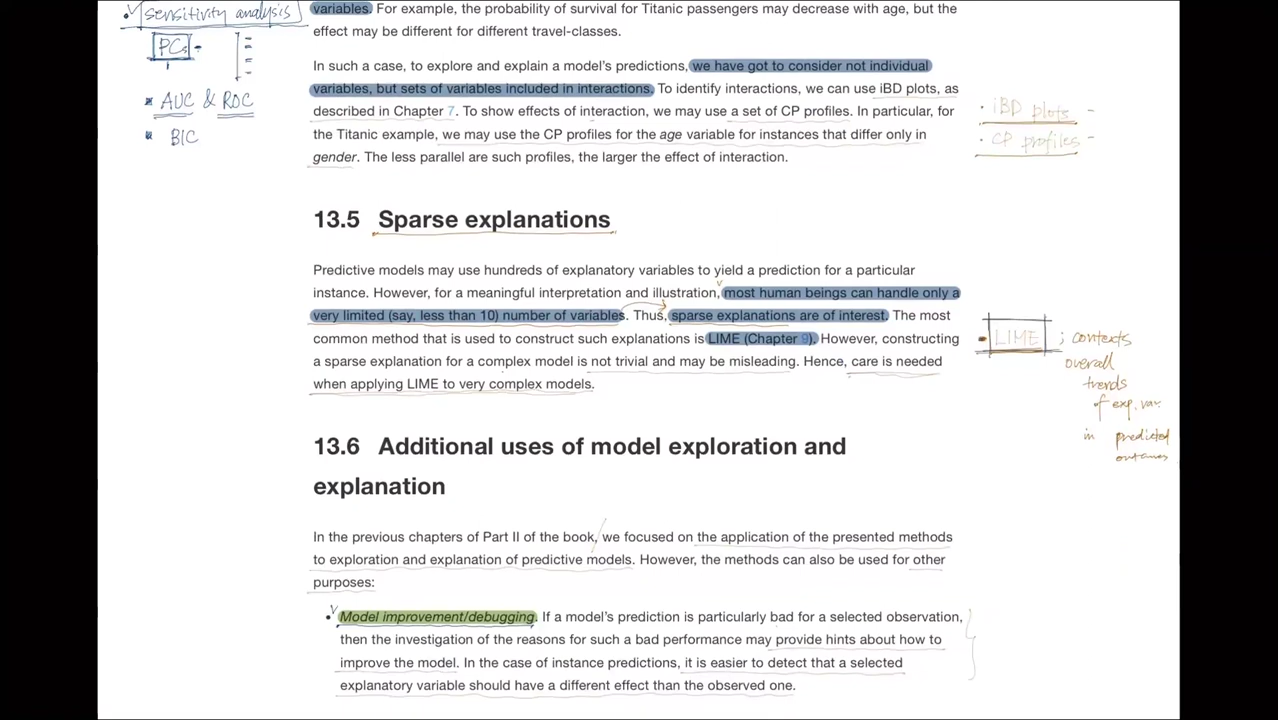 sensitivity analysis
PCs
AUC & ROC
BIC
variables. For example, the probability of survival for Titanic passengers may decrease with age, but the
effect may be different for different travel-classes.
In such a case, to explore and explain a model's predictions, we have got to consider not individual
variables, but sets of variables included in interactions. To identify interactions, we can use iBD plots, as
described in Chapter 7. To show effects of interaction, we may use a set of CP profiles. In particular, for
the Titanic example, we may use the CP profiles for the age variable for instances that differ only in
gender. The less parallel are such profiles, the larger the effect of interaction.
• iBD plots -
• CP profiles -
13.5 Sparse explanations
Predictive models may use hundreds of explanatory variables to yield a prediction for a particular
instance. However, for a meaningful interpretation and illustration, most human beings can handle only a
very limited (say, less than 10) number of variables. Thus, sparse explanations are of interest. The most
common method that is used to construct such explanations is LIME (Chapter 9). However, constructing
a sparse explanation for a complex model is not trivial and may be misleading. Hence, care is needed
when applying LIME to very complex models.
LIME ; contexts
overall
trends
of exp. var.
in predicted
outcomes
13.6 Additional uses of model exploration and
explanation
In the previous chapters of Part II of the book, we focused on the application of the presented methods
to exploration and explanation of predictive models. However, the methods can also be used for other
purposes:
• Model improvement/debugging. If a model's prediction is particularly bad for a selected observation,
then the investigation of the reasons for such a bad performance may provide hints about how to
improve the model. In the case of instance predictions, it is easier to detect that a selected
explanatory variable should have a different effect than the observed one.